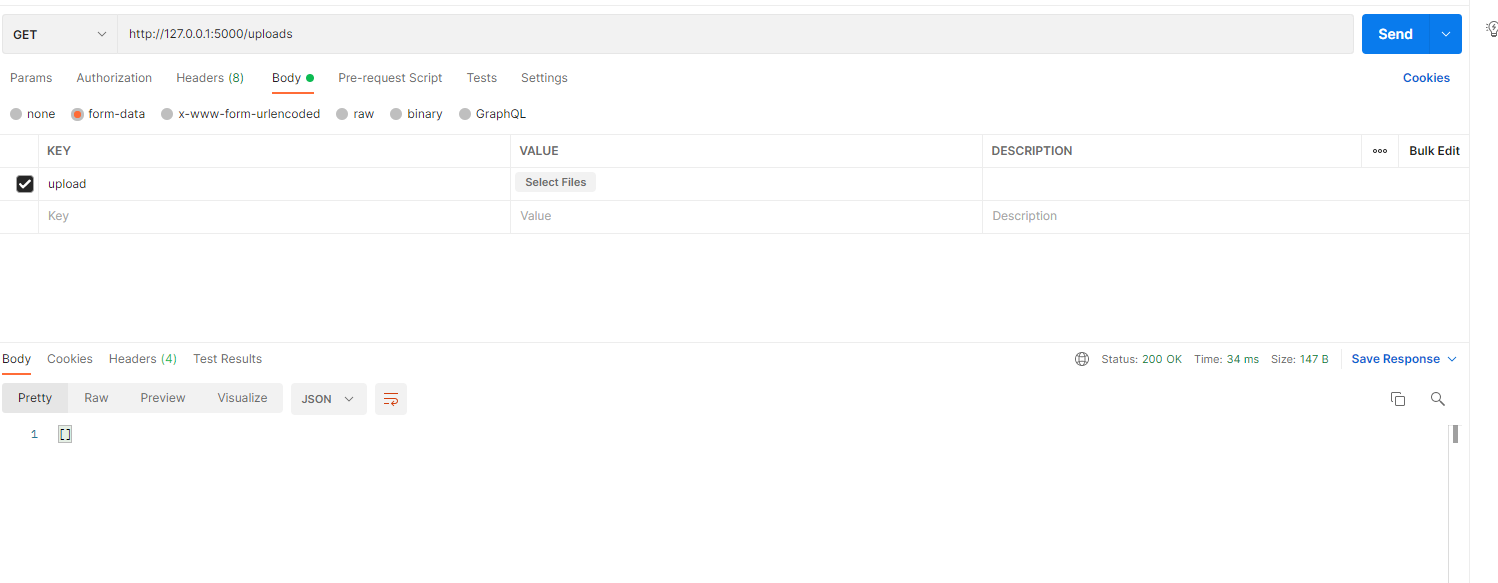 GET http://127.0.0.1:5000/uploads Send
Params Authorization Headers (8) Body Pre-request Script Tests Settings Cookies
none form-data x-www-form-urlencoded raw binary GraphQL
KEY VALUE DESCRIPTION Bulk Edit
upload Select Files
Key Value Description
Body Cookies Headers (4) Test Results Status: 200 OK Time: 34 ms Size: 147 B Save Response
Pretty Raw Preview Visualize JSON
1 []